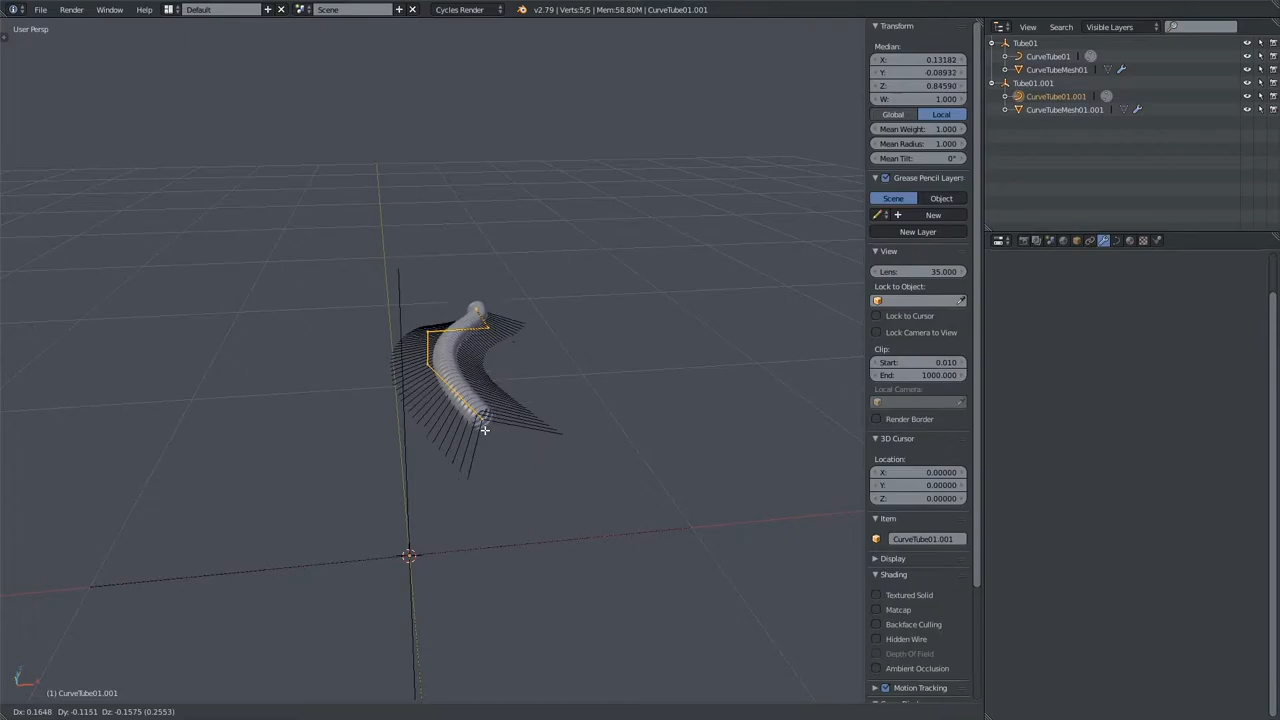 File Render Window Help Default Scene Cycles Render v2.79 | Verts:5/5 | Mem:58.80M | CurveTube01.001
User Persp
Transform
Median:
X: 0.13182
Y: -0.08932
Z: 0.84590
W: 1.000
Global Local
Mean Weight: 1.000
Mean Radius: 1.000
Mean Tilt: 0°
Grease Pencil Layers
Scene Object
New
New Layer
View
Lens: 35.000
Lock to Object:
Lock to Cursor
Lock Camera to View
Clip:
Start: 0.010
End: 1000.000
Local Camera:
Render Border
3D Cursor
Location:
X: 0.00000
Y: 0.00000
Z: 0.00000
Item
CurveTube01.001
Display
Shading
Textured Solid
Matcap
Backface Culling
Hidden Wire
Depth Of Field
Ambient Occlusion
Motion Tracking
View Search Visible Layers
Tube01
CurveTube01
CurveTubeMesh01
Tube01.001
CurveTube01.001
CurveTubeMesh01.001
(1) CurveTube01.001
Dx: 0.1648 Dy: -0.1151 Dz: -0.1575 (0.2553)